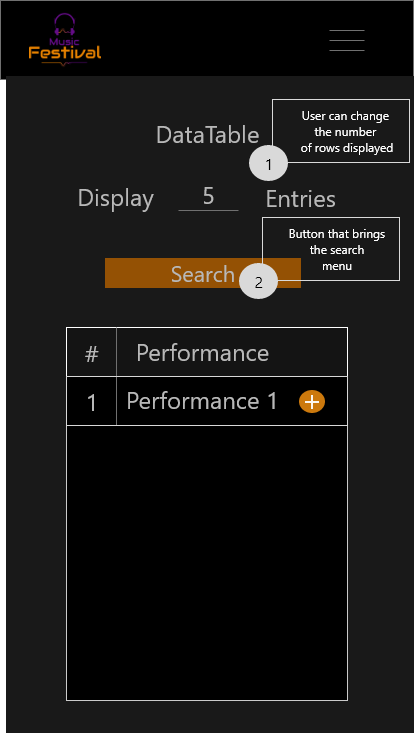 Music
Festival
User can change
the number
of rows displayed
DataTable
1
Display 5 Entries
Button that brings
the search
menu
Search
2
# Performance
1 Performance 1